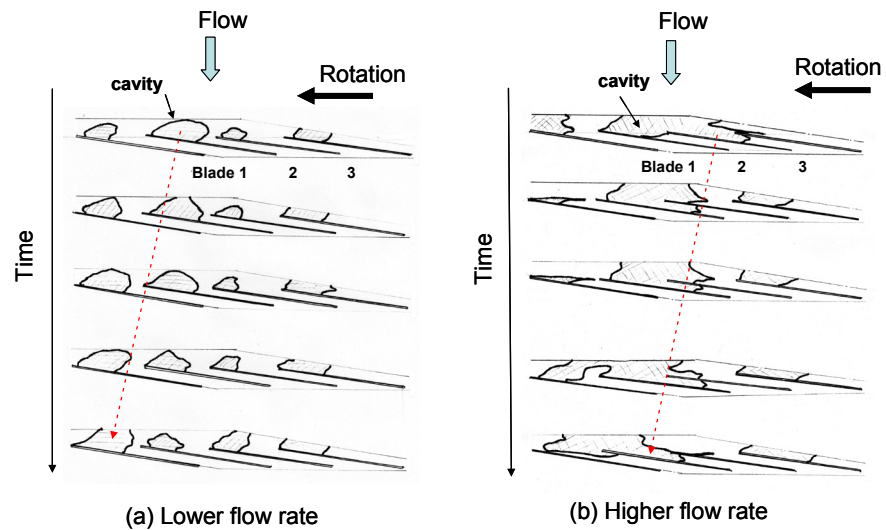 Flow
cavity
Rotation
Blade 1 2 3
Time
(a) Lower flow rate
Flow
cavity
Rotation
Blade 1 2 3
Time
(b) Higher flow rate